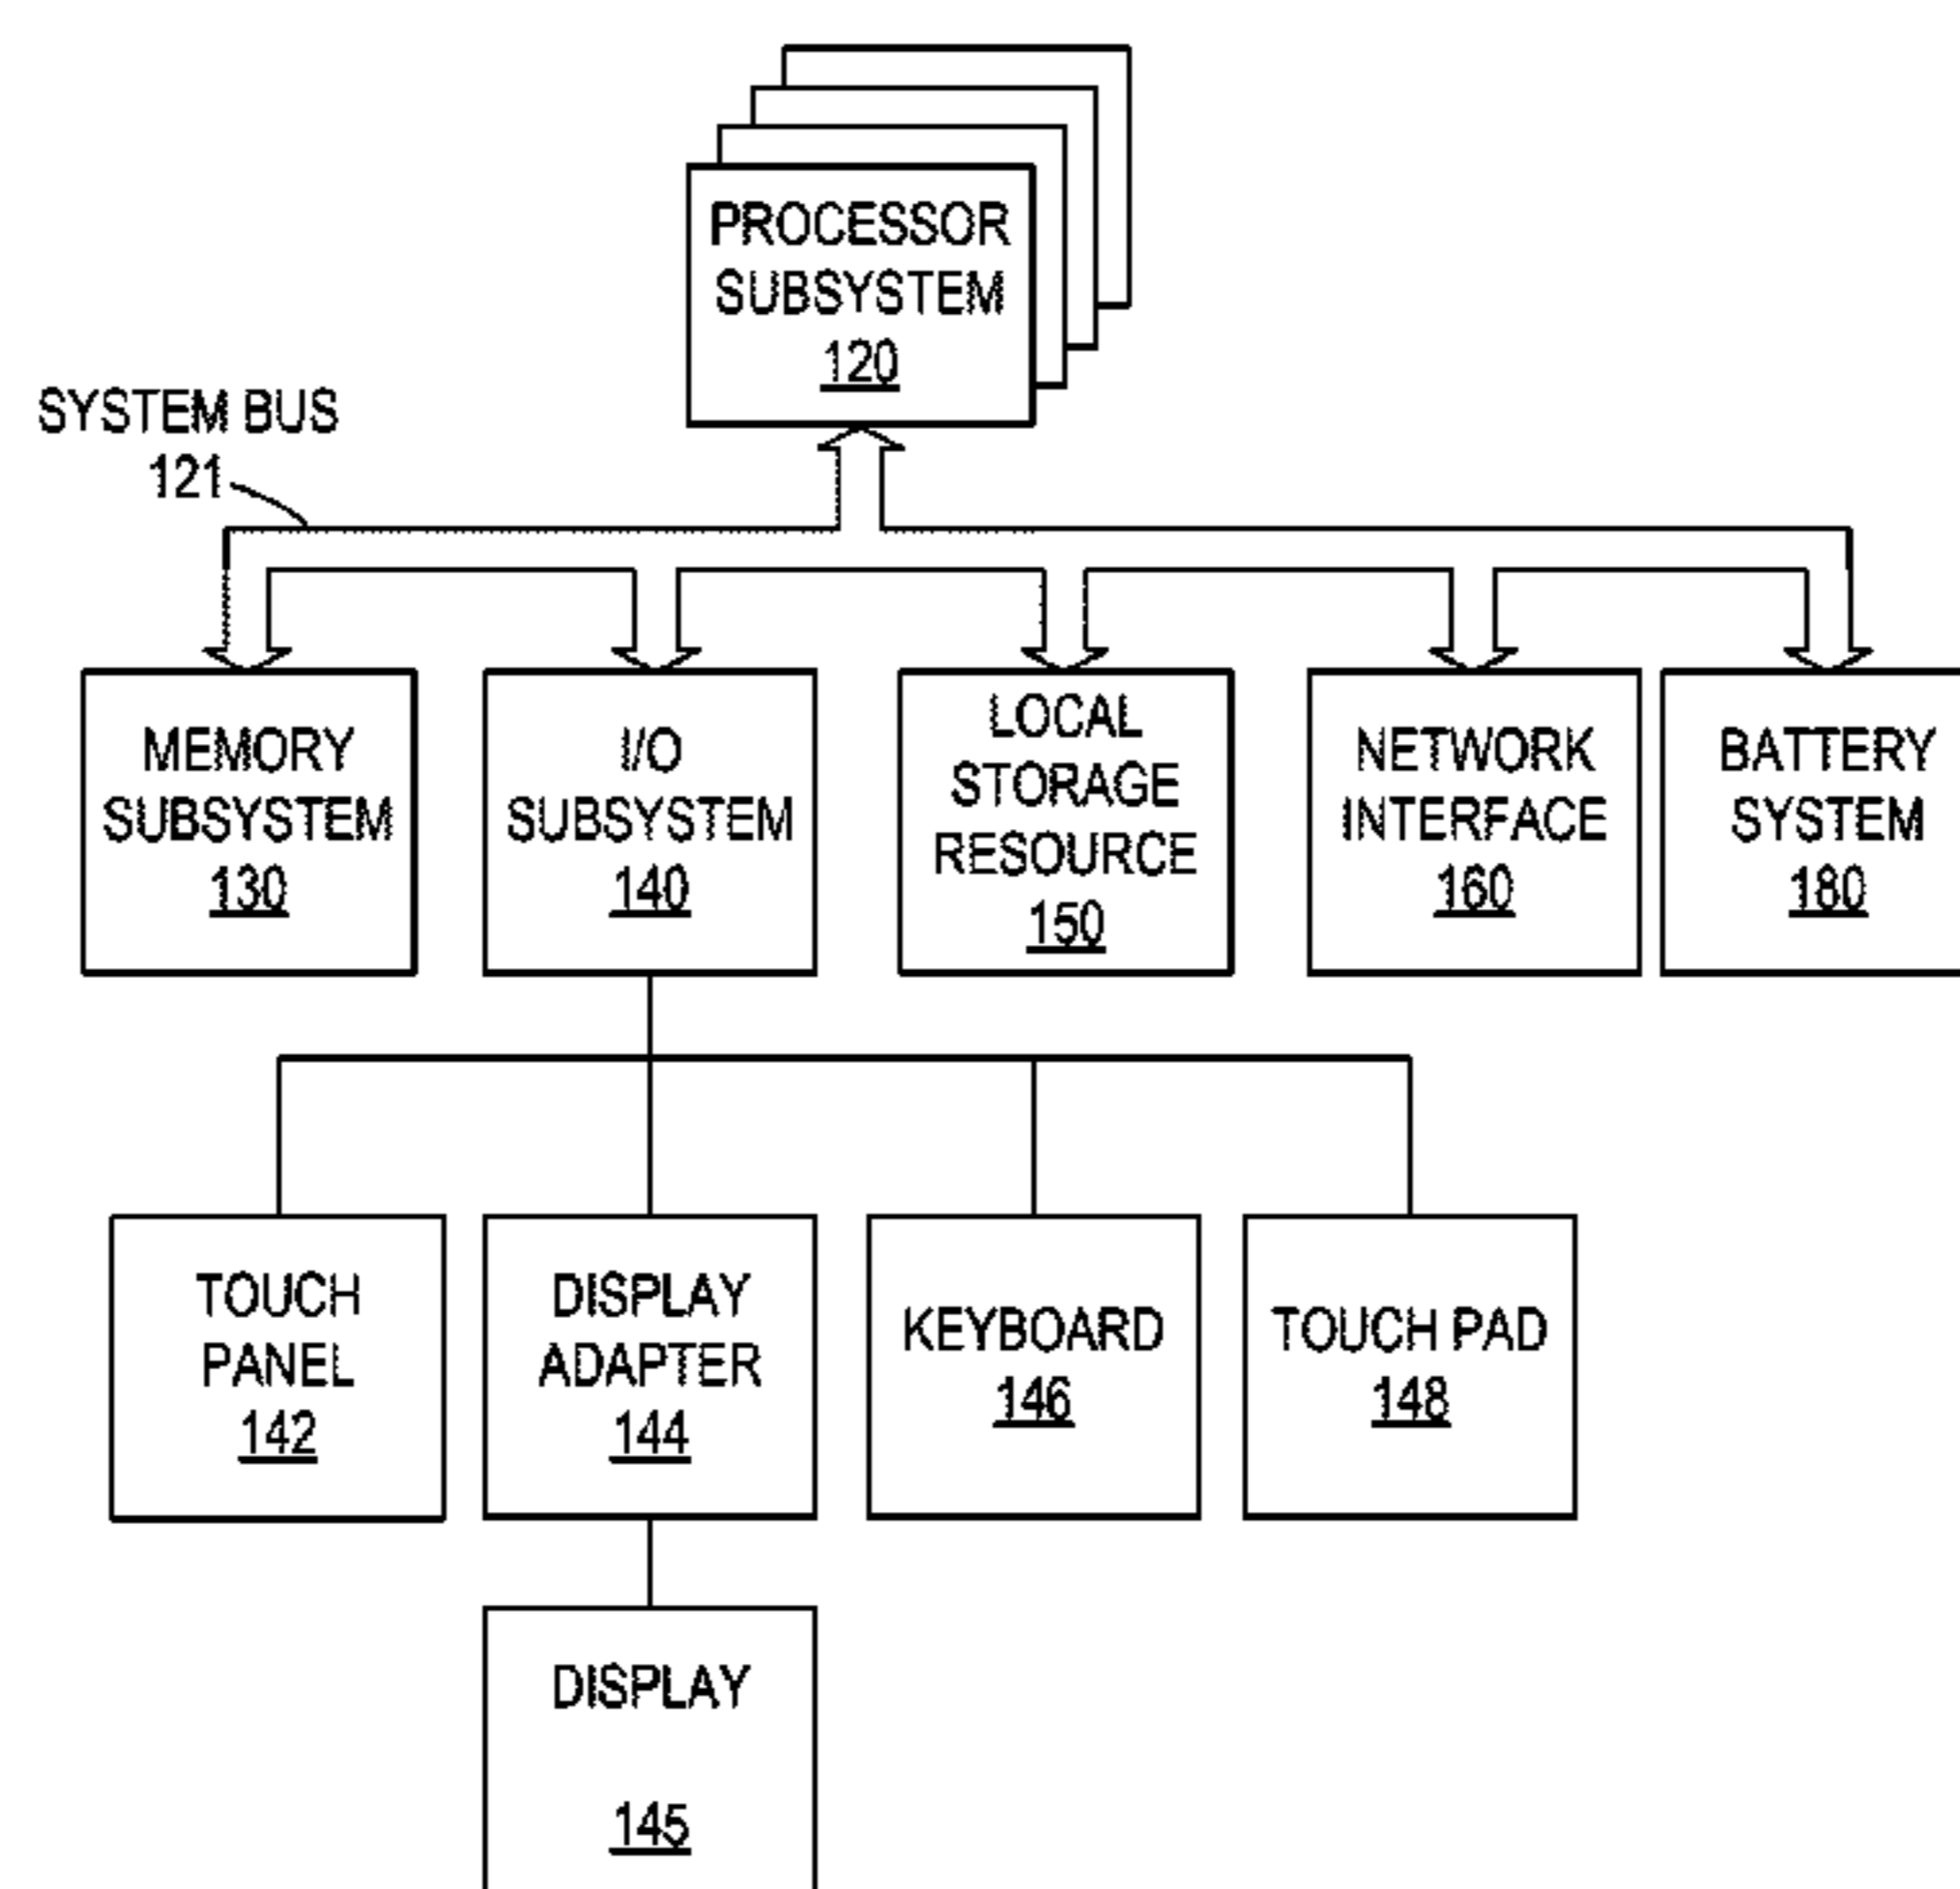 PROCESSOR
SUBSYSTEM
120
SYSTEM BUS
121
MEMORY
SUBSYSTEM
130
I/O
SUBSYSTEM
140
LOCAL
STORAGE
RESOURCE
150
NETWORK
INTERFACE
160
BATTERY
SYSTEM
180
TOUCH
PANEL
142
DISPLAY
ADAPTER
144
KEYBOARD
146
TOUCH PAD
148
DISPLAY
145